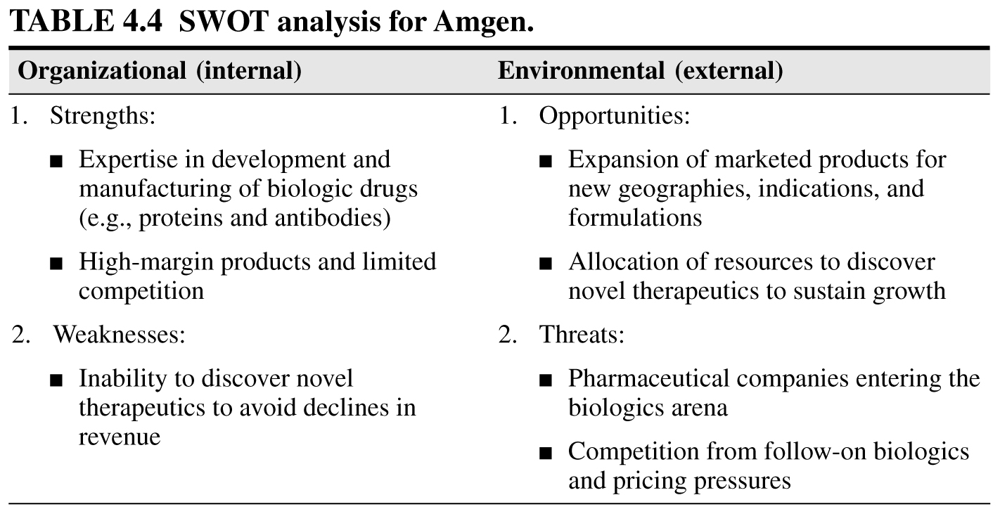 TABLE 4.4 SWOT analysis for Amgen.
Organizational (internal)
Environmental (external)
1. Strengths:
■ Expertise in development and
manufacturing of biologic drugs
(e.g., proteins and antibodies)
■ High-margin products and limited
competition
2. Weaknesses:
■ Inability to discover novel
therapeutics to avoid declines in
revenue
1. Opportunities:
■ Expansion of marketed products for
new geographies, indications, and
formulations
■ Allocation of resources to discover
novel therapeutics to sustain growth
2. Threats:
■ Pharmaceutical companies entering the
biologics arena
■ Competition from follow-on biologics
and pricing pressures